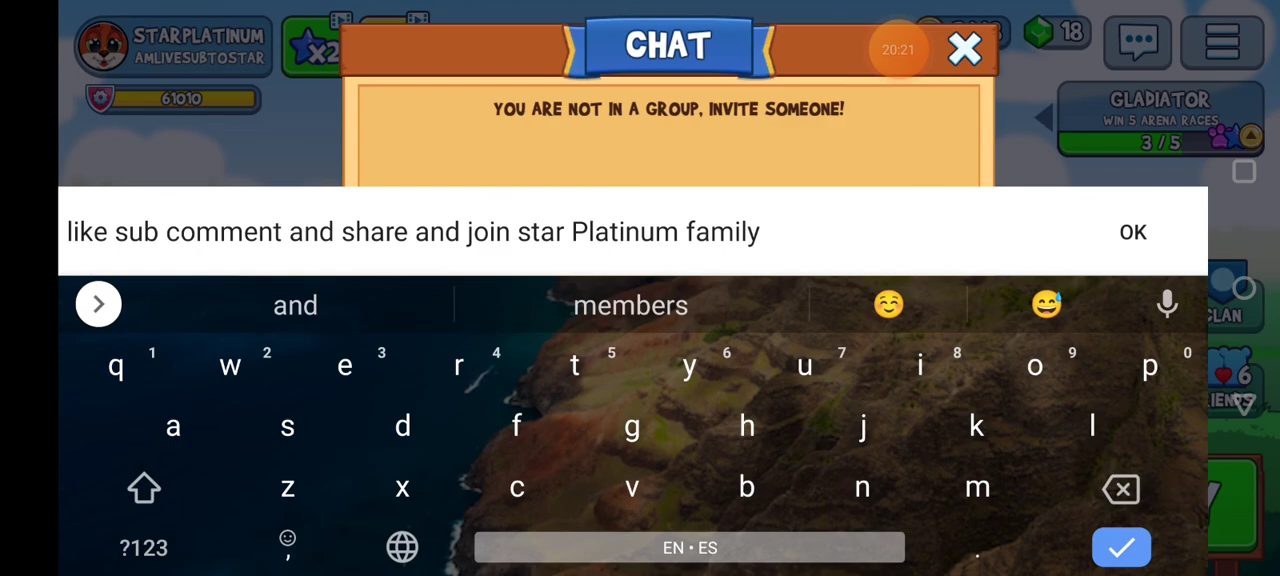 STARPLATINUM
AMLIVESUBTOSTAR
61010
X2
CHAT
20:21
18
GLADIATOR
WIN 5 ARENA RACES
3 / 5
YOU ARE NOT IN A GROUP, INVITE SOMEONE!
like sub comment and share and join star Platinum family
OK
and
members
CLAN
6
q 1 w 2 e 3 r 4 t 5 y 6 u 7 i 8 o 9 p 0
a s d f g h j k l
z x c v b n m
?123 , EN • ES .